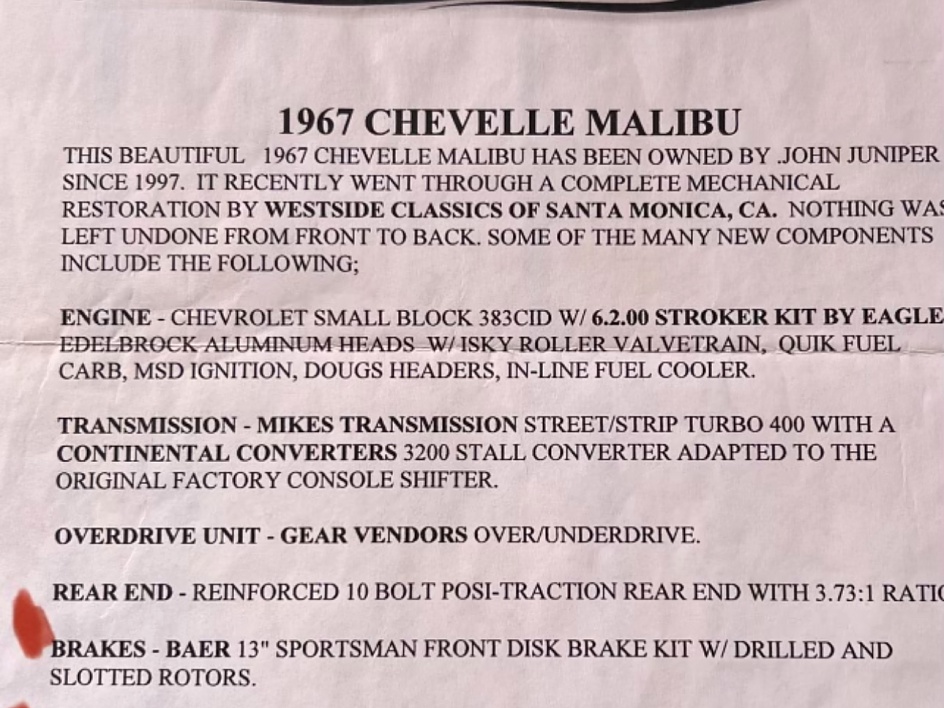 1967 CHEVELLE MALIBU
THIS BEAUTIFUL 1967 CHEVELLE MALIBU HAS BEEN OWNED BY .JOHN JUNIPER
SINCE 1997. IT RECENTLY WENT THROUGH A COMPLETE MECHANICAL
RESTORATION BY WESTSIDE CLASSICS OF SANTA MONICA, CA. NOTHING WAS
LEFT UNDONE FROM FRONT TO BACK. SOME OF THE MANY NEW COMPONENTS
INCLUDE THE FOLLOWING;
ENGINE - CHEVROLET SMALL BLOCK 383CID W/ 6.2.00 STROKER KIT BY EAGLE
EDELBROCK ALUMINUM HEADS W/ ISKY ROLLER VALVETRAIN, QUIK FUEL
CARB, MSD IGNITION, DOUGS HEADERS, IN-LINE FUEL COOLER.
TRANSMISSION - MIKES TRANSMISSION STREET/STRIP TURBO 400 WITH A
CONTINENTAL CONVERTERS 3200 STALL CONVERTER ADAPTED TO THE
ORIGINAL FACTORY CONSOLE SHIFTER.
OVERDRIVE UNIT - GEAR VENDORS OVER/UNDERDRIVE.
REAR END - REINFORCED 10 BOLT POSI-TRACTION REAR END WITH 3.73:1 RATIO
BRAKES - BAER 13" SPORTSMAN FRONT DISK BRAKE KIT W/ DRILLED AND
SLOTTED ROTORS.